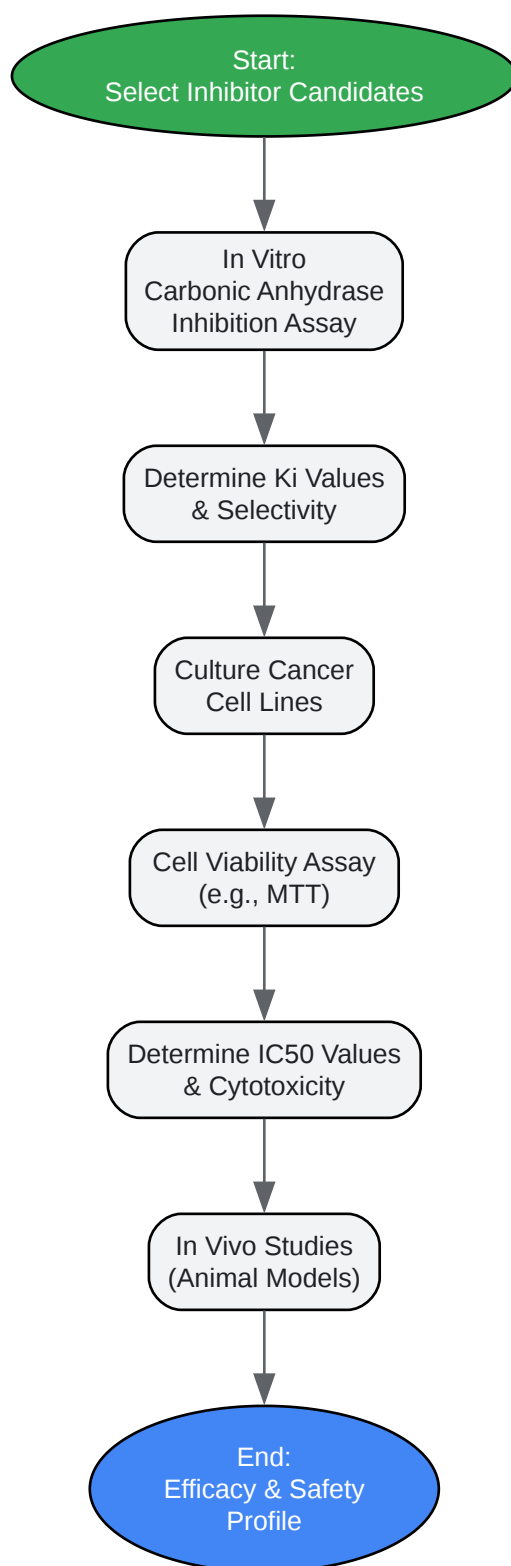 Start:
Select Inhibitor Candidates
In Vitro
Carbonic Anhydrase
Inhibition Assay
Determine Ki Values
& Selectivity
Culture Cancer
Cell Lines
Cell Viability Assay
(e.g., MTT)
Determine IC50 Values
& Cytotoxicity
In Vivo Studies
(Animal Models)
End:
Efficacy & Safety
Profile